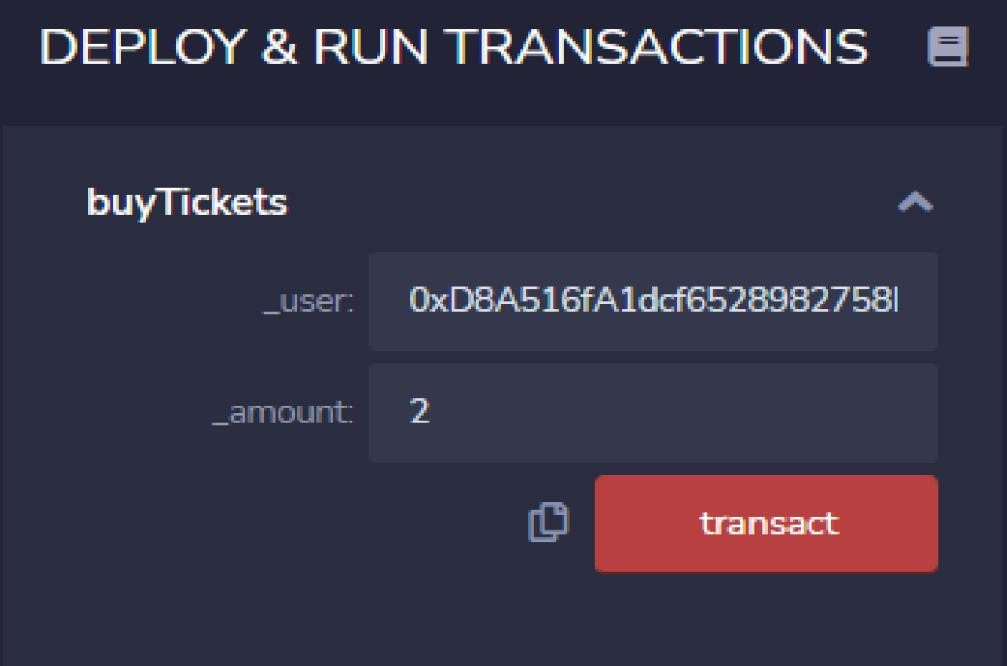 DEPLOY & RUN TRANSACTIONS
buyTickets
_user: 0xD8A516fA1dcf6528982758
_amount: 2
transact